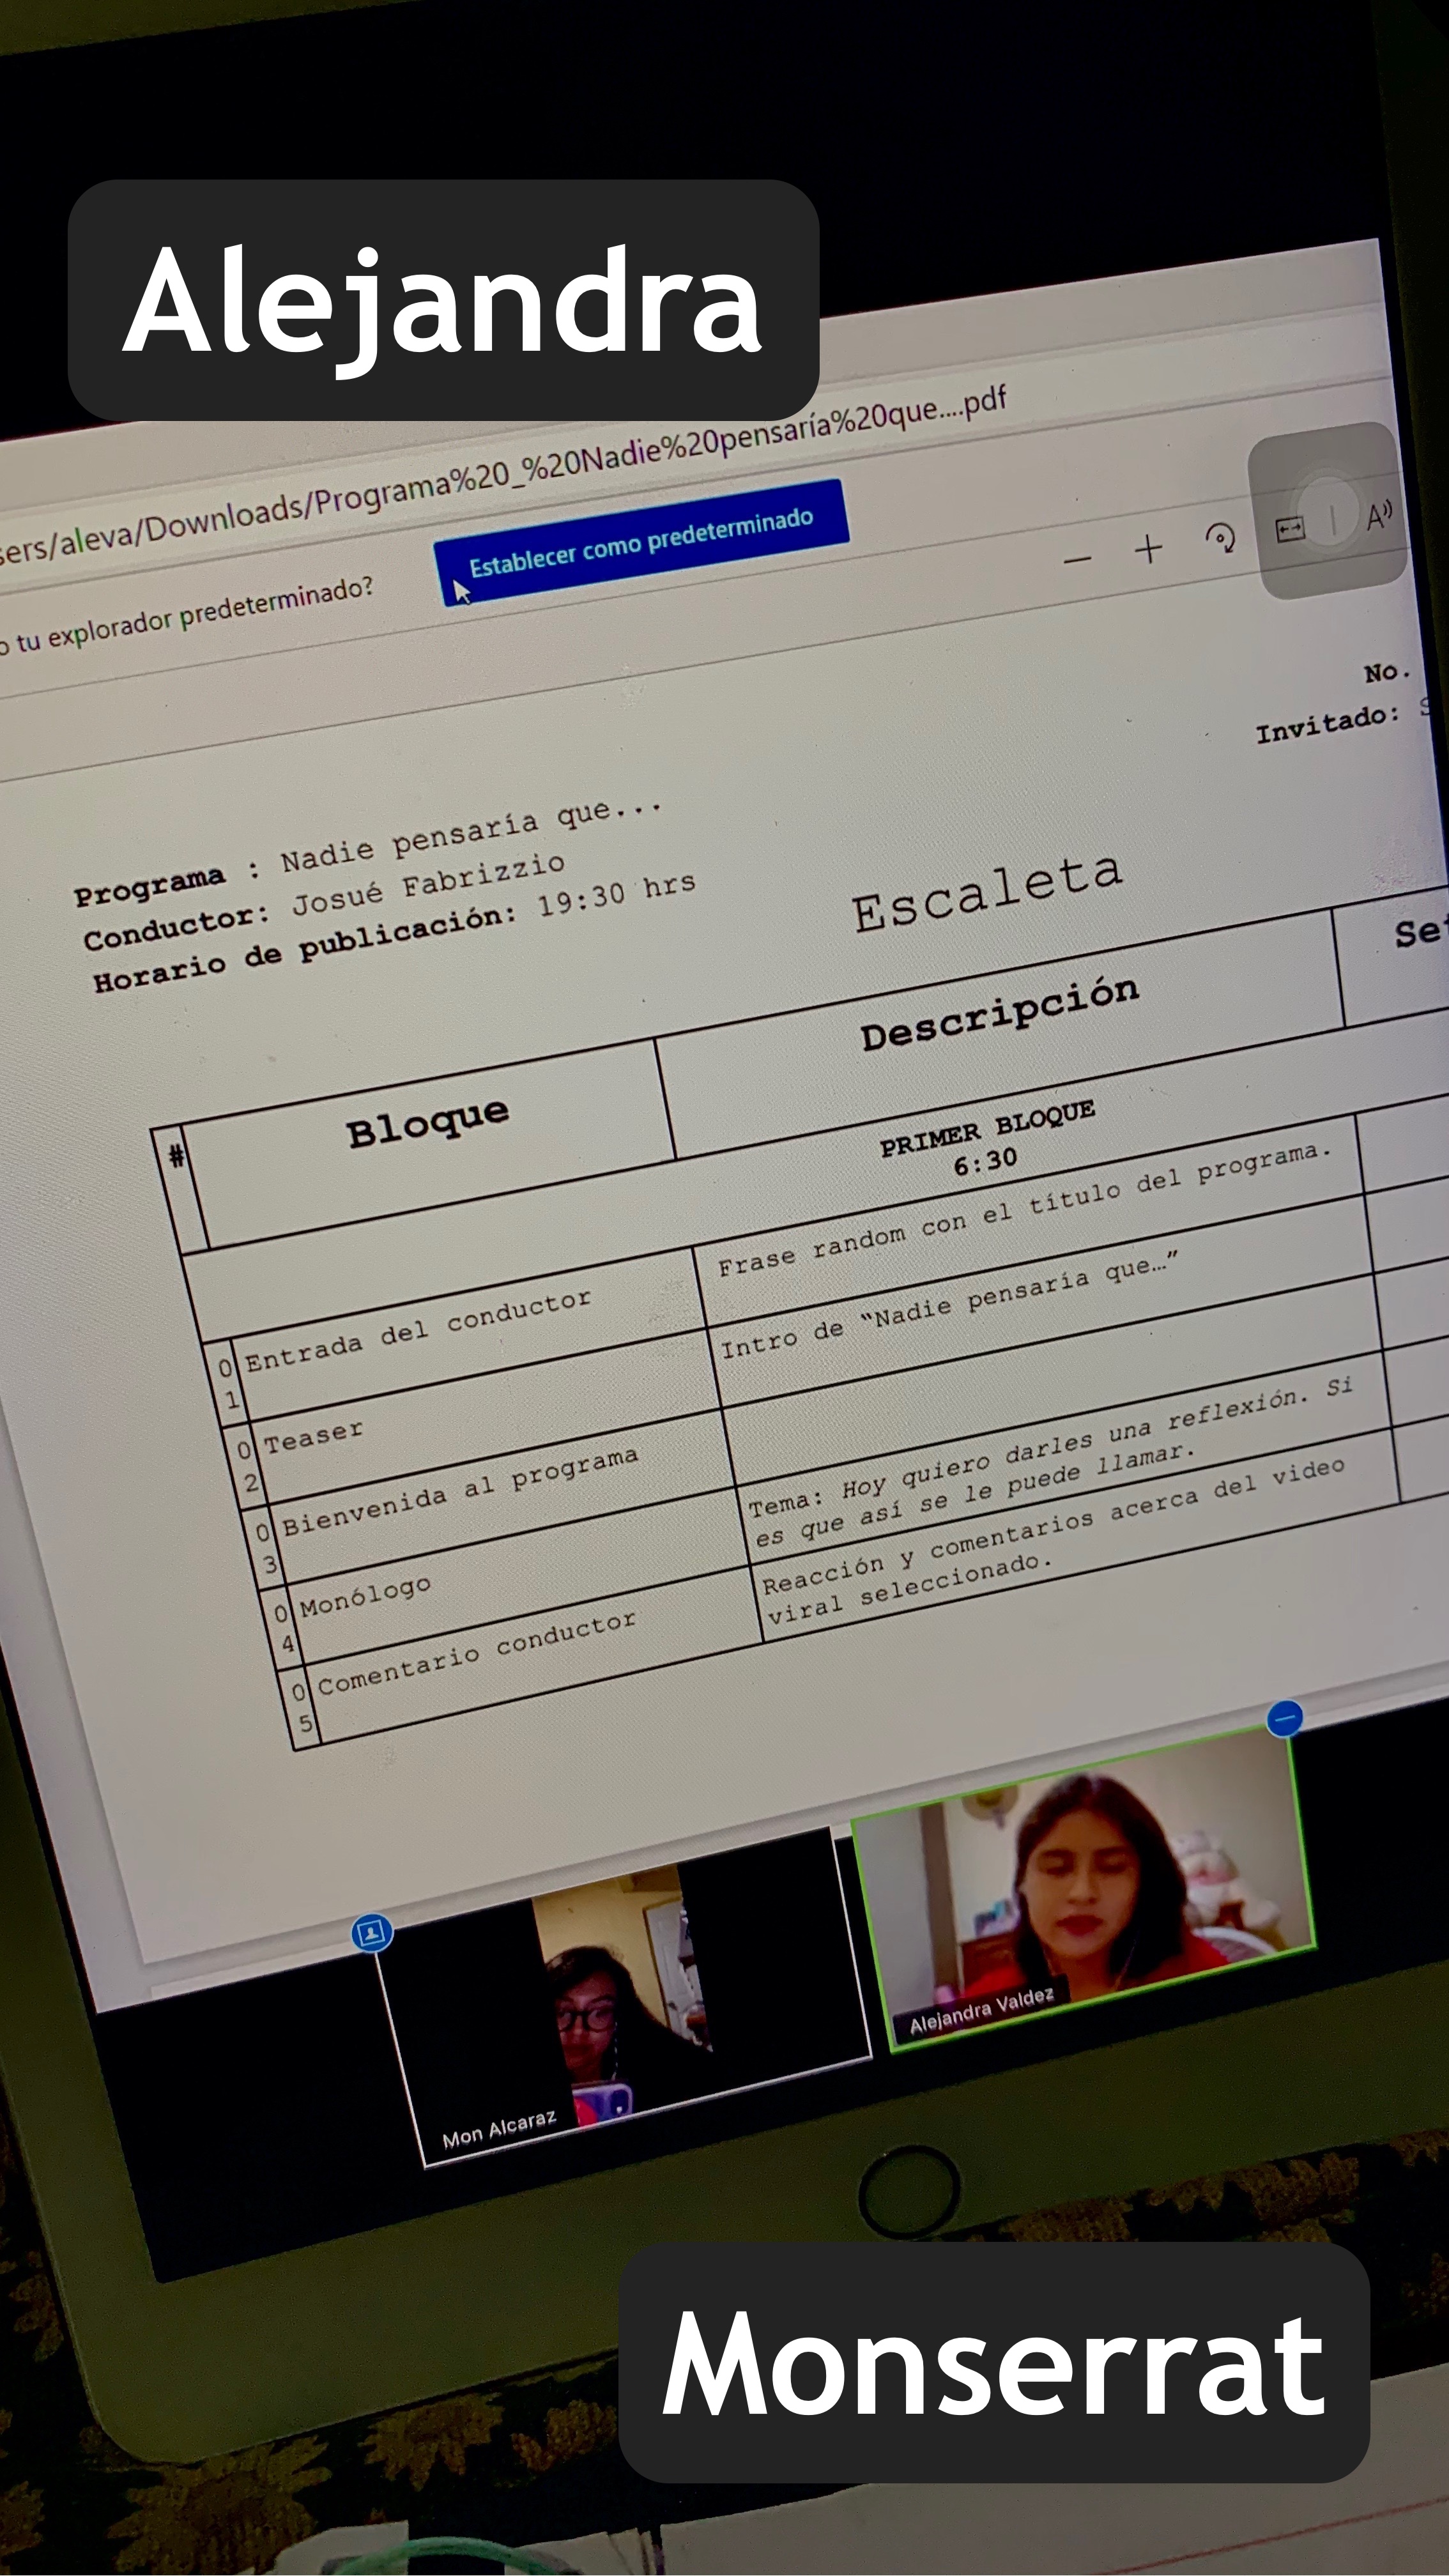 Alejandra
sers/aleva/Downloads/Programa%20_%20Nadie%20pensaría%20que....pdf
tu explorador predeterminado?
Establecer como predeterminado
No.
Invitado:
Programa : Nadie pensaría que...
Conductor: Josué Fabrizzio
Horario de publicación: 19:30 hrs
Escaleta
# Bloque Descripción Set
PRIMER BLOQUE
6:30
01 Entrada del conductor Frase random con el título del programa.
02 Teaser Intro de “Nadie pensaría que…”
03 Bienvenida al programa
04 Monólogo Tema: Hoy quiero darles una reflexión. Si
es que así se le puede llamar.
05 Comentario conductor Reacción y comentarios acerca del video
viral seleccionado.
Alejandra Valdez
Mon Alcaraz
Monserrat